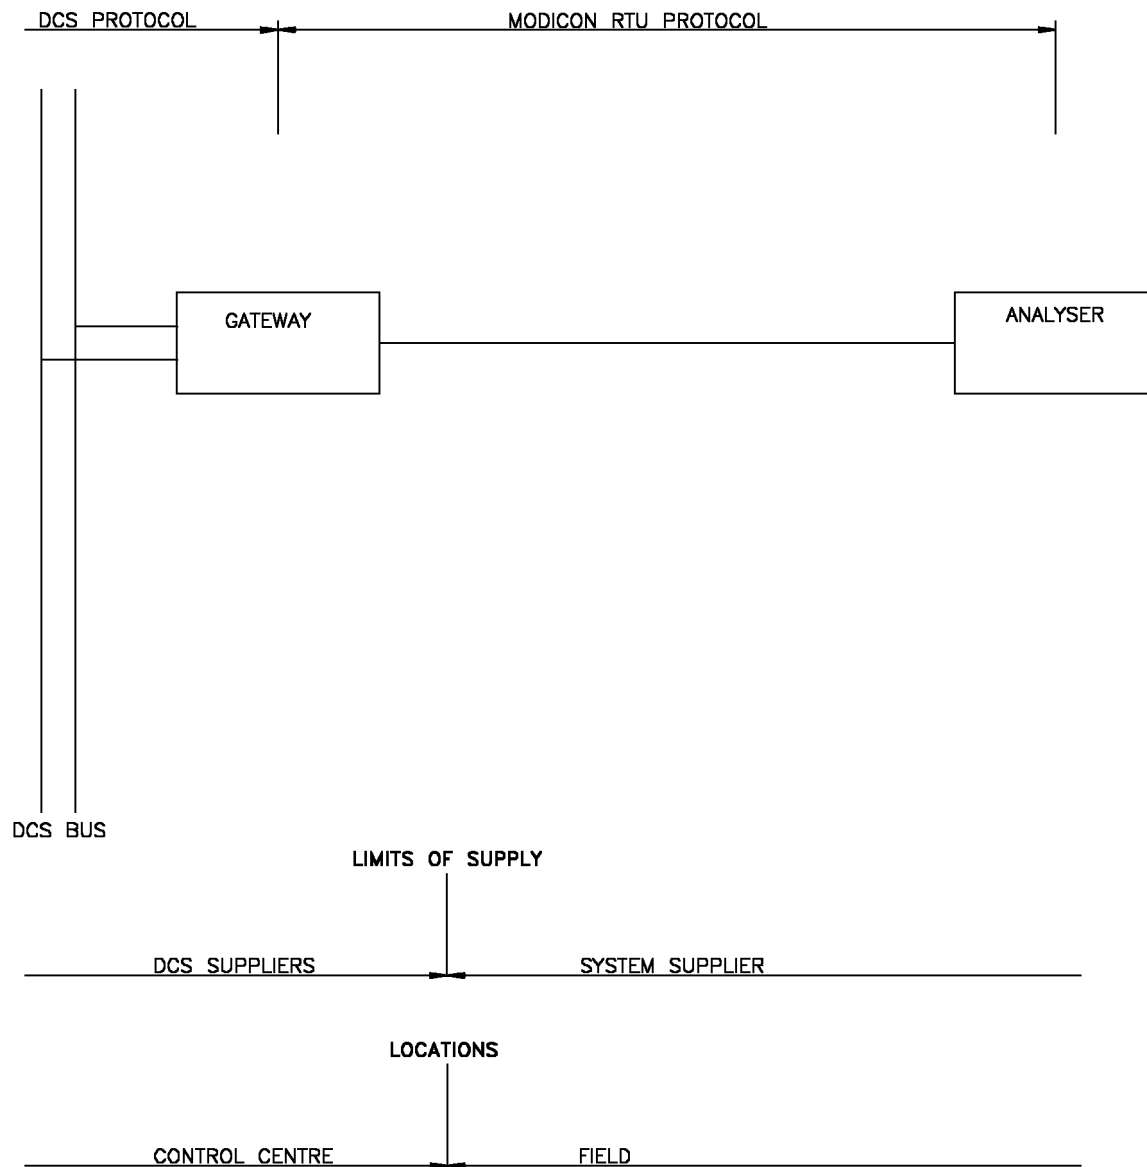 DCS PROTOCOL
MODICON RTU PROTOCOL
GATEWAY
ANALYSER
DCS BUS
LIMITS OF SUPPLY
DCS SUPPLIERS
SYSTEM SUPPLIER
LOCATIONS
CONTROL CENTRE
FIELD